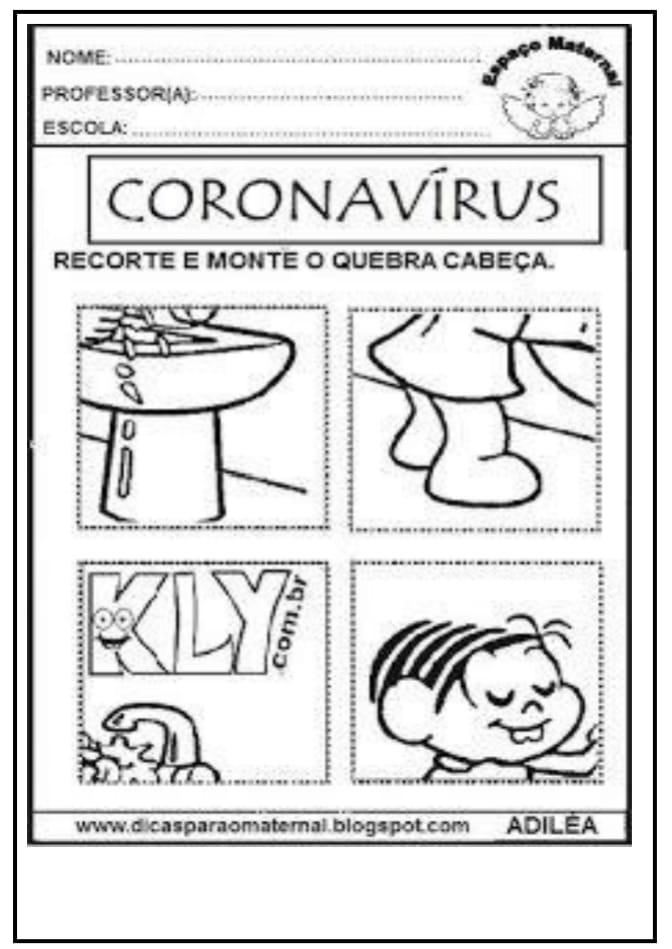 NOME:
Espaço Maternal
PROFESSOR(A):
ESCOLA:
CORONAVÍRUS
RECORTE E MONTE O QUEBRA CABEÇA.
KLY
.com.br
www.dicasparaomaternal.blogspot.com ADILÉA